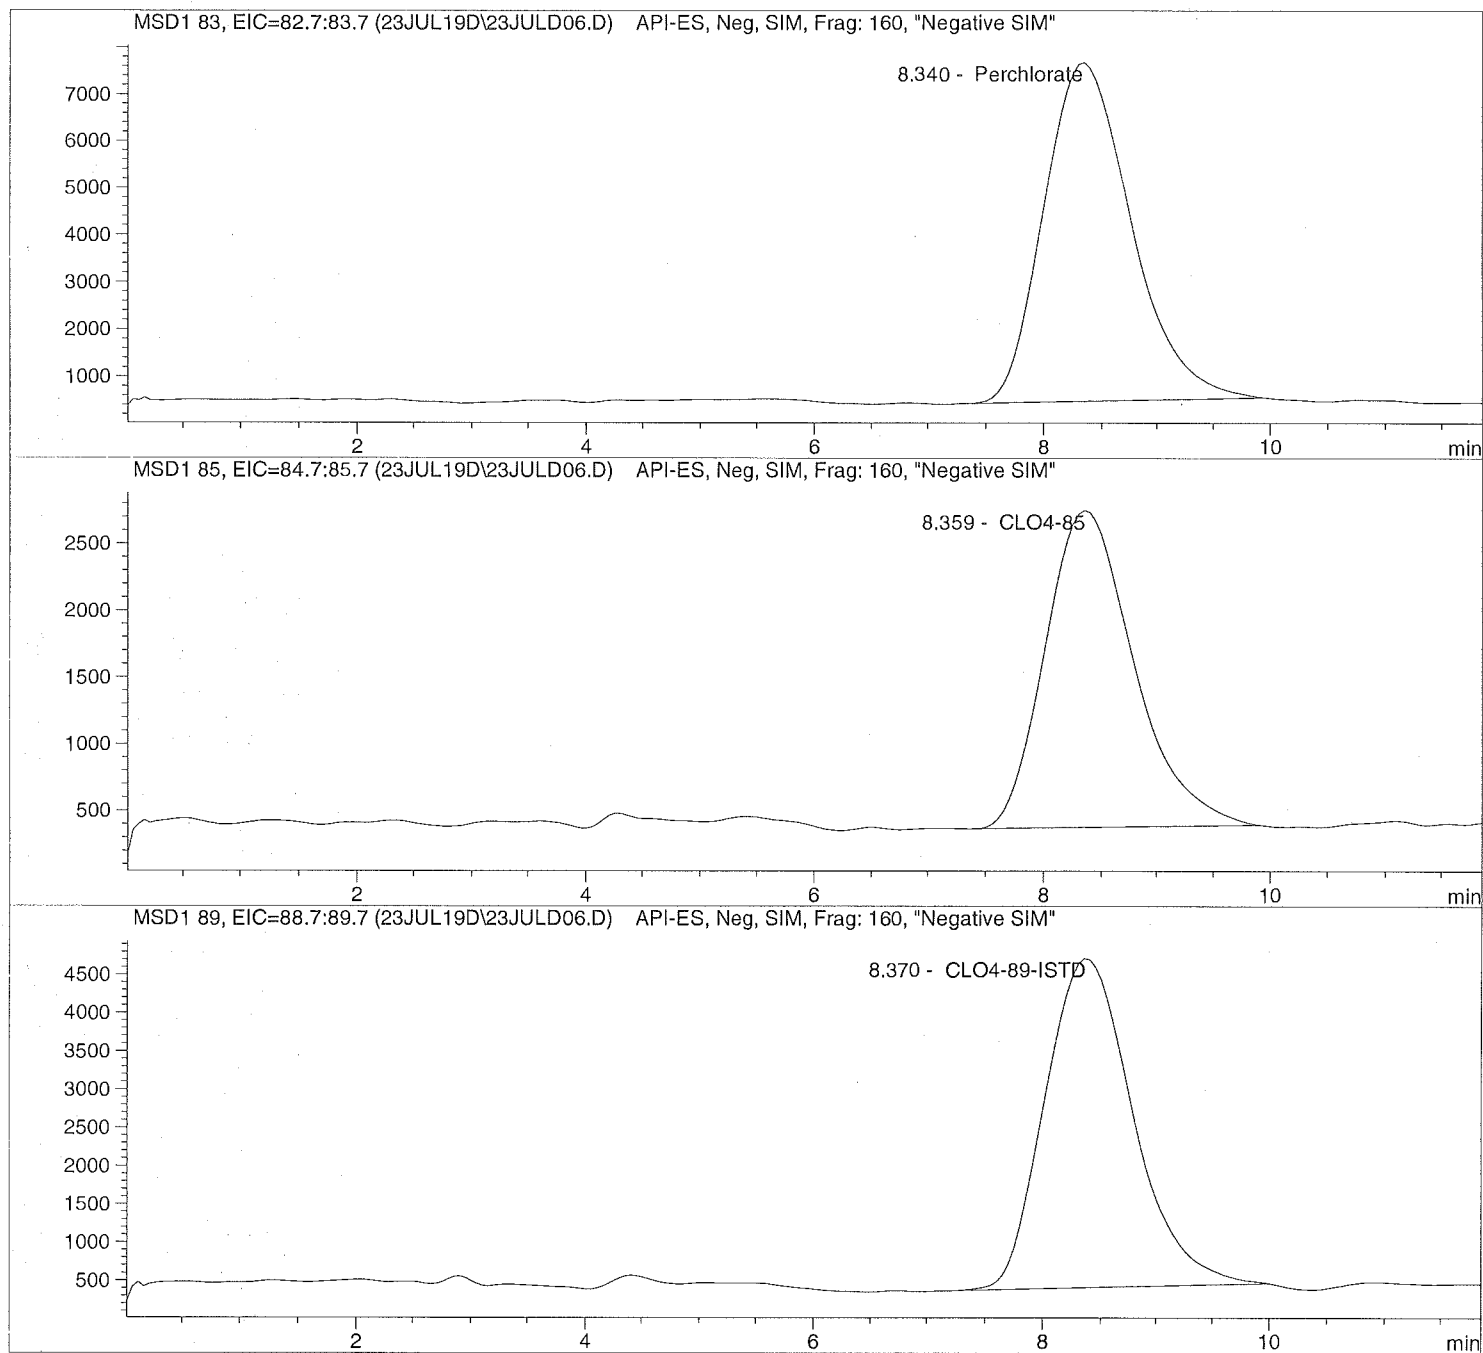 MSD1 83, EIC=82.7:83.7 (23JUL19D\23JULD06.D) API-ES, Neg, SIM, Frag: 160, "Negative SIM"
8.340 - Perchlorate
7000
6000
5000
4000
3000
2000
1000
2 4 6 8 10 min
MSD1 85, EIC=84.7:85.7 (23JUL19D\23JULD06.D) API-ES, Neg, SIM, Frag: 160, "Negative SIM"
8.359 - CLO4-85
2500
2000
1500
1000
500
2 4 6 8 10 min
MSD1 89, EIC=88.7:89.7 (23JUL19D\23JULD06.D) API-ES, Neg, SIM, Frag: 160, "Negative SIM"
8.370 - CLO4-89-ISTD
4500
4000
3500
3000
2500
2000
1500
1000
500
2 4 6 8 10 min